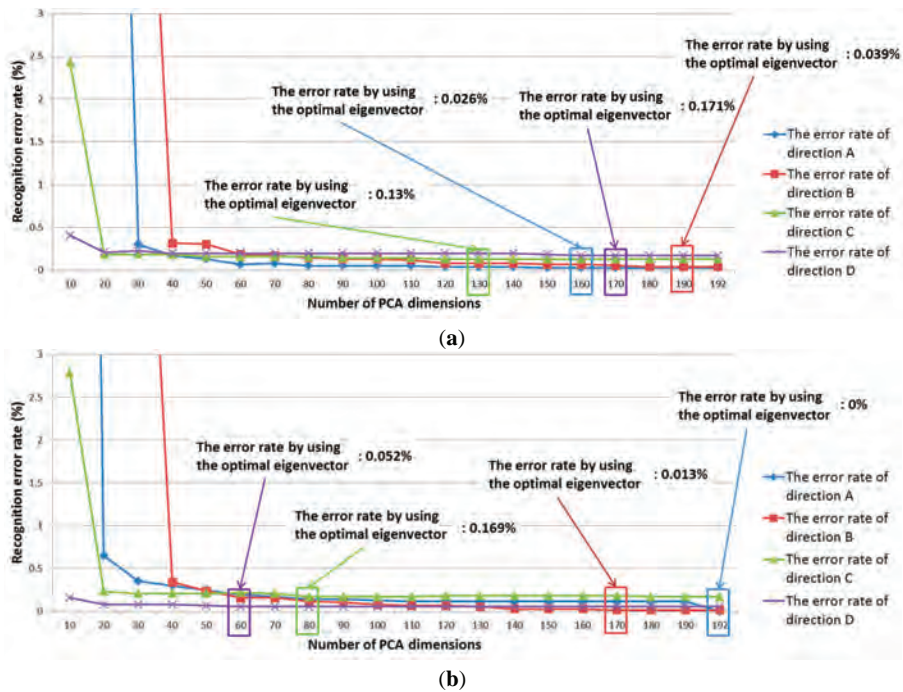 3
The error rate by using
the optimal eigenvector : 0.039%
2.5
The error rate by using
the optimal eigenvector : 0.026%
The error rate by using
the optimal eigenvector : 0.171%
2
1.5
The error rate by using
the optimal eigenvector : 0.13%
1
0.5
0
Recognition error rate (%)
The error rate of
direction A
The error rate of
direction B
The error rate of
direction C
The error rate of
direction D
10 20 30 40 50 60 70 80 90 100 110 120 130 140 150 160 170 180 190 192
Number of PCA dimensions
(a)
3
2.5
The error rate by using
the optimal eigenvector : 0%
2
The error rate by using
the optimal eigenvector : 0.052%
The error rate by using
the optimal eigenvector : 0.013%
1.5
1
The error rate by using
the optimal eigenvector : 0.169%
0.5
0
Recognition error rate (%)
The error rate of
direction A
The error rate of
direction B
The error rate of
direction C
The error rate of
direction D
10 20 30 40 50 60 70 80 90 100 110 120 130 140 150 160 170 180 190 192
Number of PCA dimensions
(b)